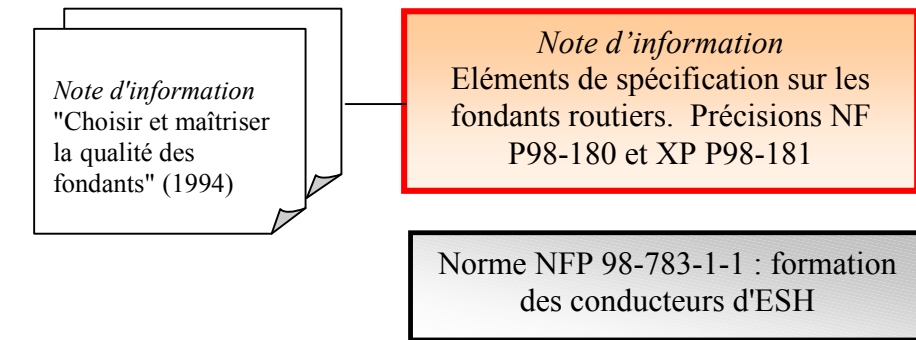 Note d'information
"Choisir et maîtriser
la qualité des
fondants" (1994)
Note d’information
Eléments de spécification sur les
fondants routiers. Précisions NF
P98-180 et XP P98-181
Norme NFP 98-783-1-1 : formation
des conducteurs d'ESH